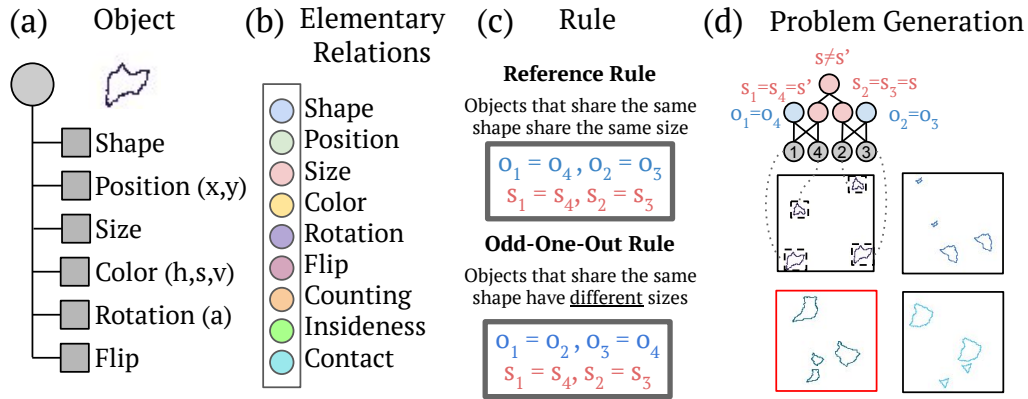 (a) Object
Shape
Position (x,y)
Size
Color (h,s,v)
Rotation (a)
Flip
(b) Elementary
Relations
Shape
Position
Size
Color
Rotation
Flip
Counting
Insideness
Contact
(c) Rule
Reference Rule
Objects that share the same
shape share the same size
o₁ = o₄ , o₂ = o₃
s₁ = s₄, s₂ = s₃
Odd-One-Out Rule
Objects that share the same
shape have different sizes
o₁ = o₂ , o₃ = o₄
s₁ = s₄, s₂ = s₃
(d) Problem Generation
s≠s’
s₁=s₄=s’ s₂=s₃=s
o₁=o₄ o₂=o₃
1 4 2 3